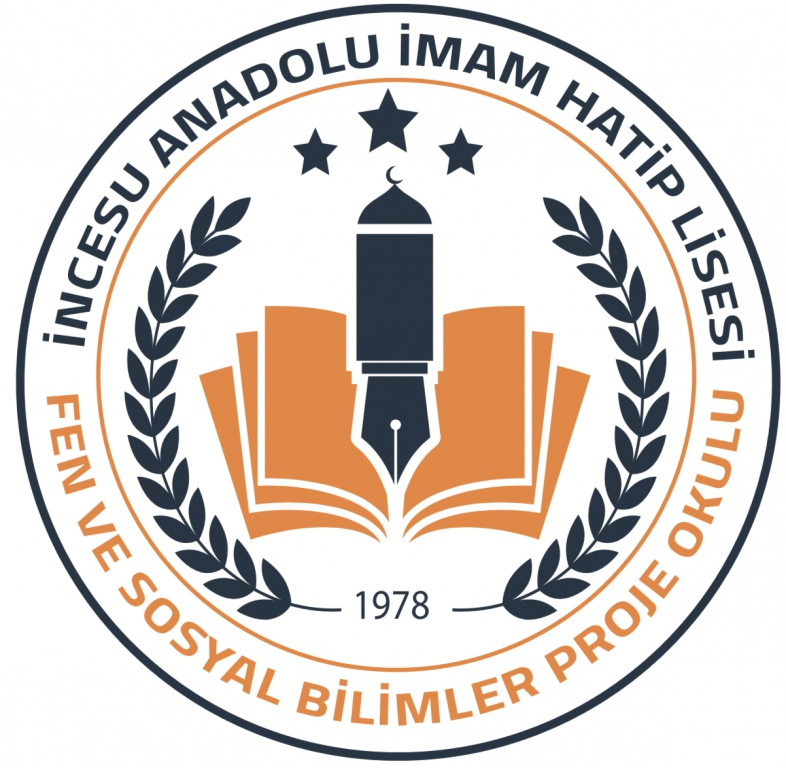 İNCESU ANADOLU İMAM HATİP LİSESİ
1978
FEN VE SOSYAL BİLİMLER PROJE OKULU